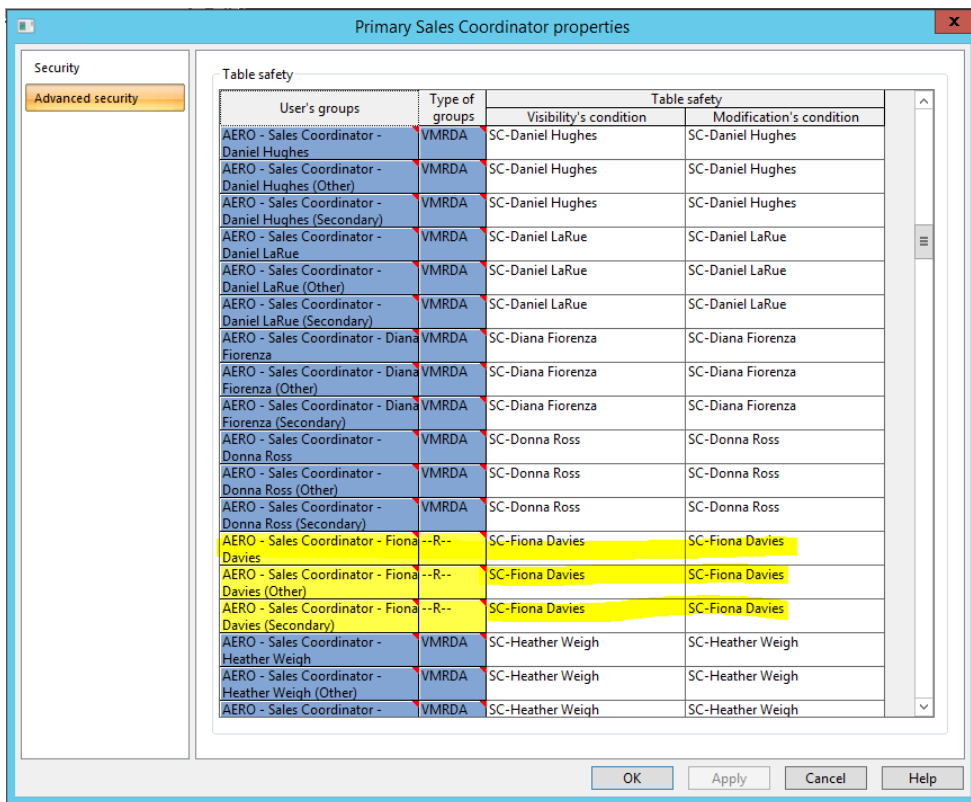 Primary Sales Coordinator properties
x
Security
Advanced security
Table safety
User's groups
Type of
groups
Table safety
Visibility's condition
Modification's condition
AERO - Sales Coordinator - VMRDA SC-Daniel Hughes SC-Daniel Hughes
Daniel Hughes
AERO - Sales Coordinator - VMRDA SC-Daniel Hughes SC-Daniel Hughes
Daniel Hughes (Other)
AERO - Sales Coordinator - VMRDA SC-Daniel Hughes SC-Daniel Hughes
Daniel Hughes (Secondary)
AERO - Sales Coordinator - VMRDA SC-Daniel LaRue SC-Daniel LaRue
Daniel LaRue
AERO - Sales Coordinator - VMRDA SC-Daniel LaRue SC-Daniel LaRue
Daniel LaRue (Other)
AERO - Sales Coordinator - VMRDA SC-Daniel LaRue SC-Daniel LaRue
Daniel LaRue (Secondary)
AERO - Sales Coordinator - Diana VMRDA SC-Diana Fiorenza SC-Diana Fiorenza
Fiorenza
AERO - Sales Coordinator - Diana VMRDA SC-Diana Fiorenza SC-Diana Fiorenza
Fiorenza (Other)
AERO - Sales Coordinator - Diana VMRDA SC-Diana Fiorenza SC-Diana Fiorenza
Fiorenza (Secondary)
AERO - Sales Coordinator - VMRDA SC-Donna Ross SC-Donna Ross
Donna Ross
AERO - Sales Coordinator - VMRDA SC-Donna Ross SC-Donna Ross
Donna Ross (Other)
AERO - Sales Coordinator - VMRDA SC-Donna Ross SC-Donna Ross
Donna Ross (Secondary)
AERO - Sales Coordinator - Fiona --R-- SC-Fiona Davies SC-Fiona Davies
Davies
AERO - Sales Coordinator - Fiona --R-- SC-Fiona Davies SC-Fiona Davies
Davies (Other)
AERO - Sales Coordinator - Fiona --R-- SC-Fiona Davies SC-Fiona Davies
Davies (Secondary)
AERO - Sales Coordinator - VMRDA SC-Heather Weigh SC-Heather Weigh
Heather Weigh
AERO - Sales Coordinator - VMRDA SC-Heather Weigh SC-Heather Weigh
Heather Weigh (Other)
AERO - Sales Coordinator - VMRDA SC-Heather Weigh SC-Heather Weigh
OK Apply Cancel Help